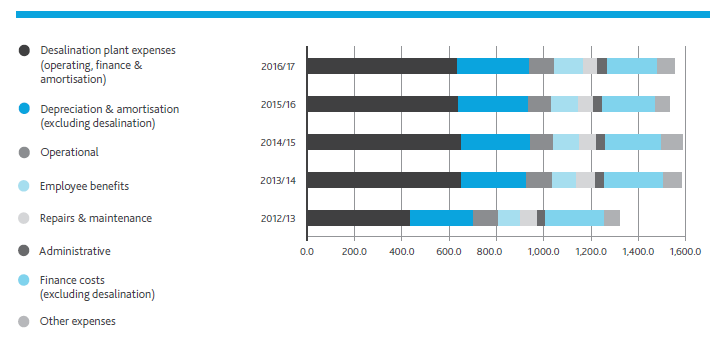 Desalination plant expenses
(operating, finance &
amortisation)
Depreciation & amortisation
(excluding desalination)
Operational
Employee benefits
Repairs & maintenance
Administrative
Finance costs
(excluding desalination)
Other expenses
2016/17
2015/16
2014/15
2013/14
2012/13
0.0 200.0 400.0 600.0 800.0 1,000.0 1,200.0 1,400.0 1,600.0